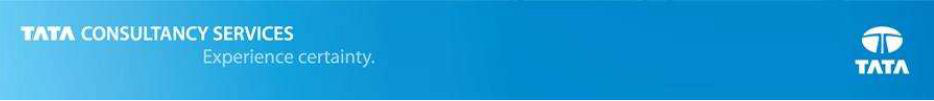 TATA CONSULTANCY SERVICES
Experience certainty.
TATA